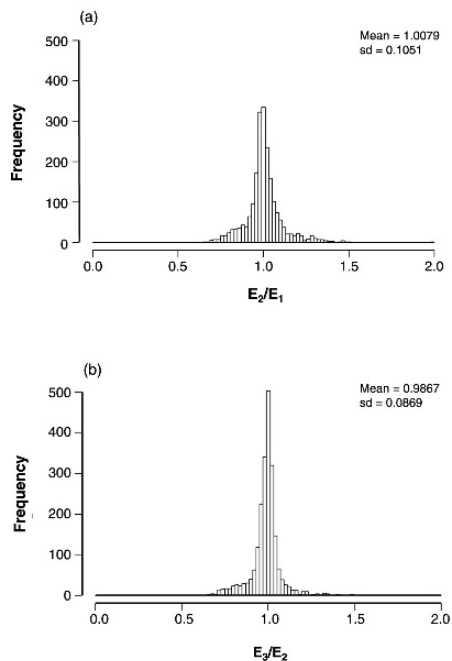 (a)
Mean = 1.0079
sd = 0.1051
500
400
300
200
100
0
Frequency
0.0 0.5 1.0 1.5 2.0
E₂/E₁
(b)
Mean = 0.9867
sd = 0.0869
500
400
300
200
100
0
Frequency
0.0 0.5 1.0 1.5 2.0
E₃/E₂